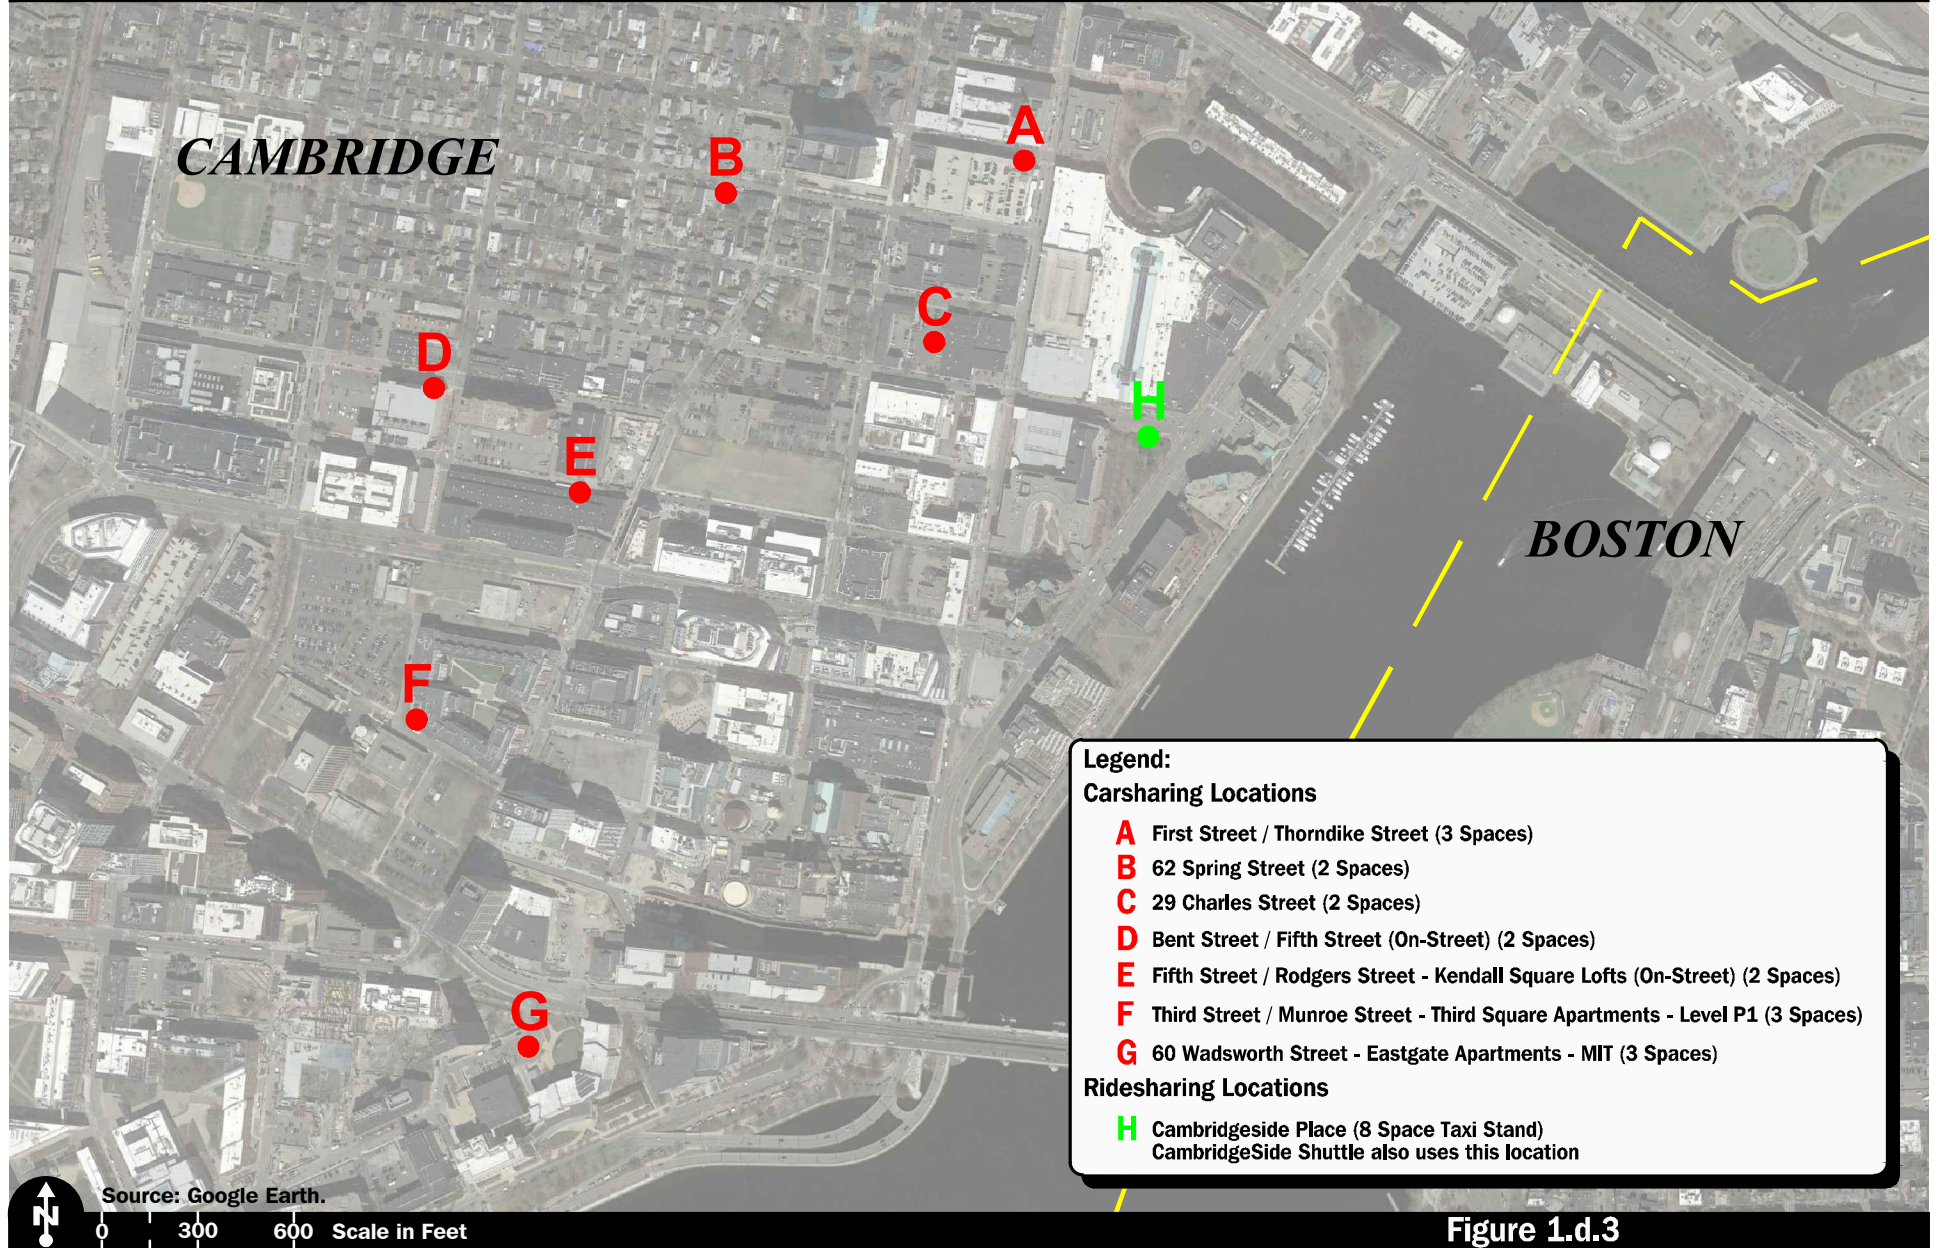 CAMBRIDGE
A
B
C
D
H
E
BOSTON
F
G
Legend:
Carsharing Locations
A First Street / Thorndike Street (3 Spaces)
B 62 Spring Street (2 Spaces)
C 29 Charles Street (2 Spaces)
D Bent Street / Fifth Street (On-Street) (2 Spaces)
E Fifth Street / Rodgers Street - Kendall Square Lofts (On-Street) (2 Spaces)
F Third Street / Munroe Street - Third Square Apartments - Level P1 (3 Spaces)
G 60 Wadsworth Street - Eastgate Apartments - MIT (3 Spaces)
Ridesharing Locations
H Cambridgeside Place (8 Space Taxi Stand)
CambridgeSide Shuttle also uses this location
Source: Google Earth.
N
0 300 600 Scale in Feet
Figure 1.d.3